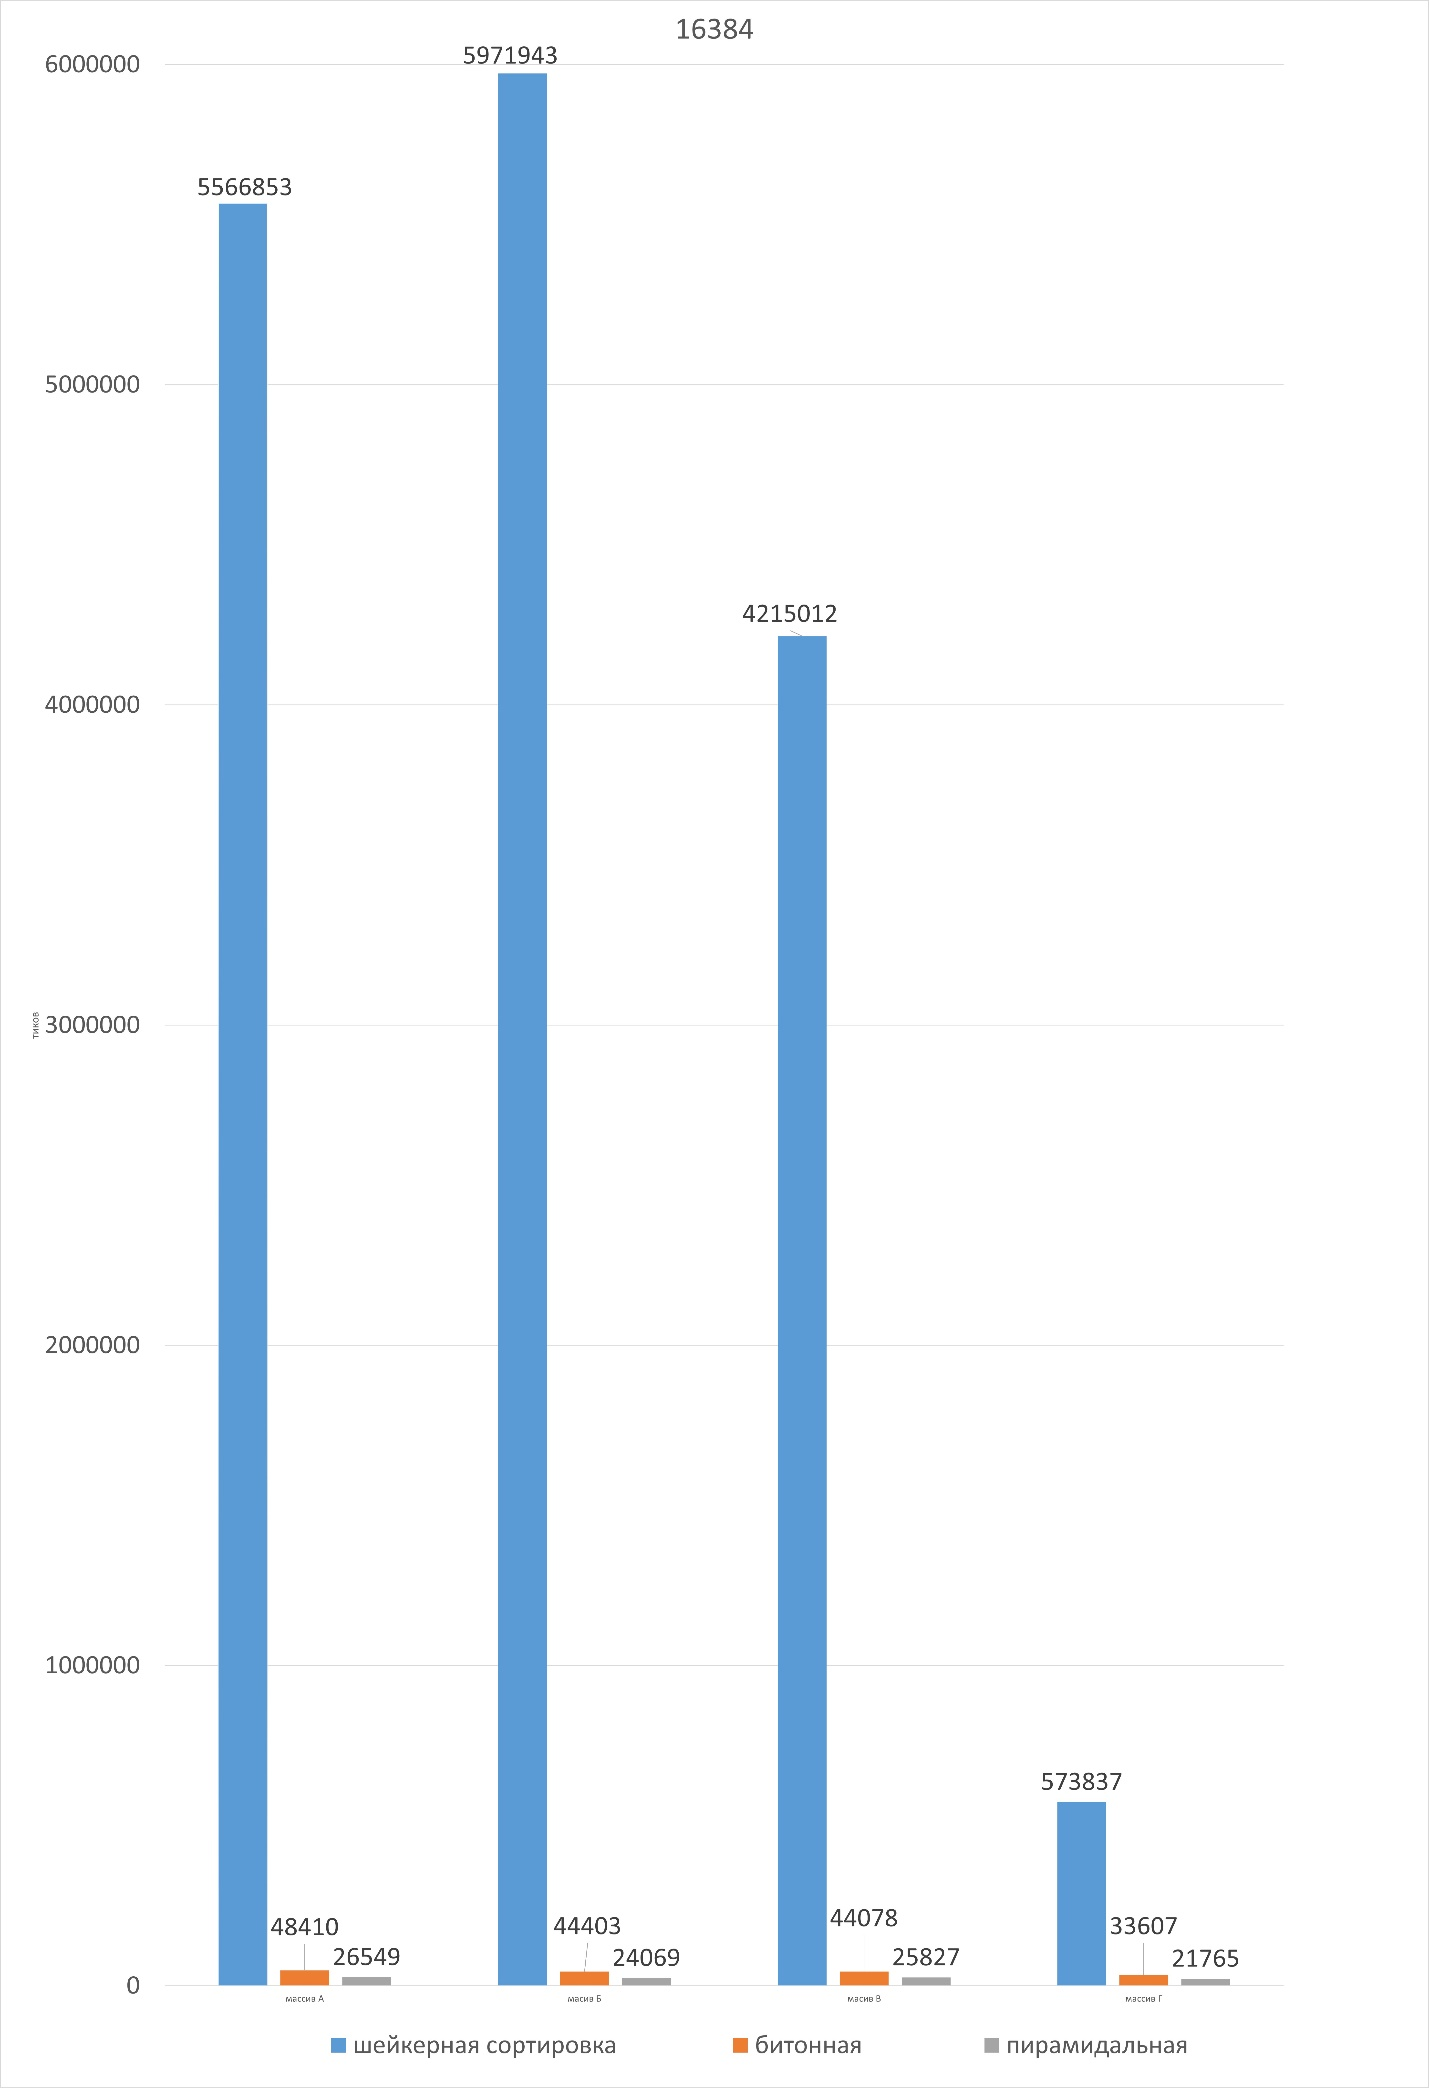 16384
6000000
5000000
4000000
3000000
2000000
1000000
0
тиков
5566853
5971943
4215012
573837
48410
26549
44403
24069
44078
25827
33607
21765
массив А
масив Б
масив В
массив Г
шейкерная сортировка
битонная
пирамидальная